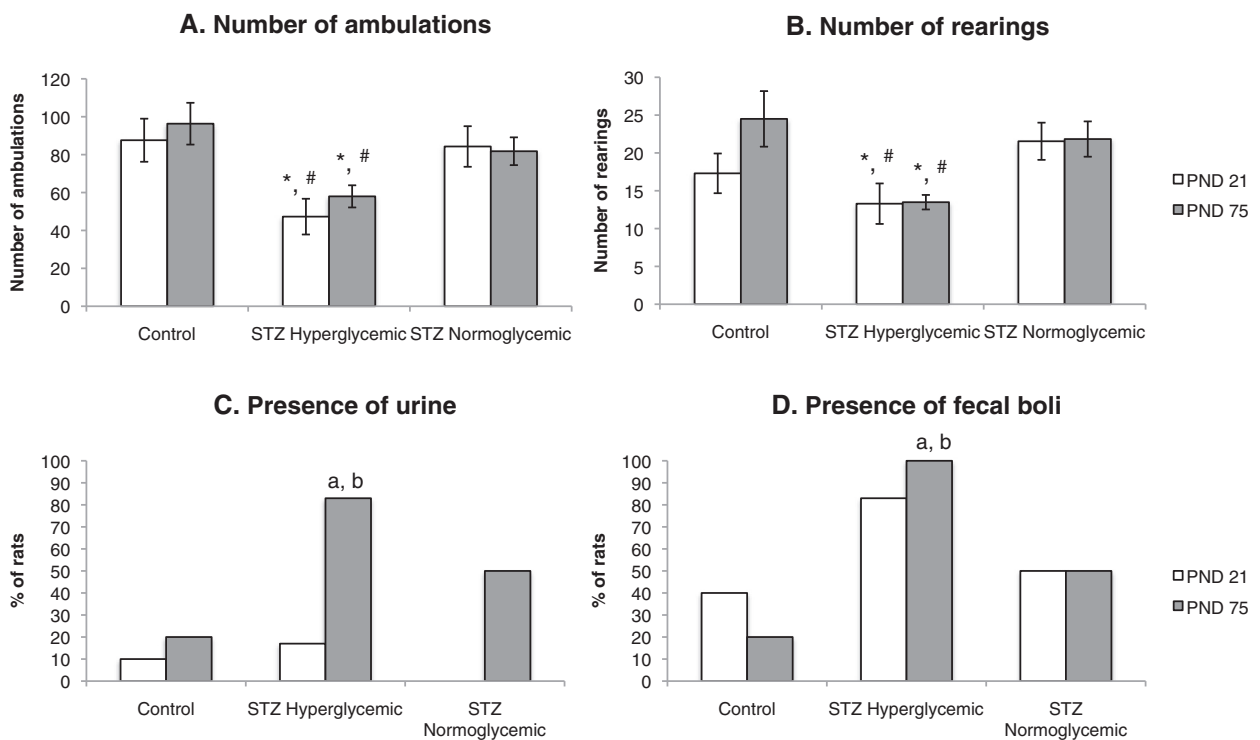 A. Number of ambulations
Number of ambulations
120
100
80
60
40
20
0
*, #
*, #
Control
STZ Hyperglycemic
STZ Normoglycemic
B. Number of rearings
Number of rearings
30
25
20
15
10
5
0
*, #
*, #
Control
STZ Hyperglycemic
STZ Normoglycemic
PND 21
PND 75
C. Presence of urine
% of rats
100
90
80
70
60
50
40
30
20
10
0
a, b
Control
STZ Hyperglycemic
STZ
Normoglycemic
D. Presence of fecal boli
% of rats
100
90
80
70
60
50
40
30
20
10
0
a, b
Control
STZ Hyperglycemic
STZ
Normoglycemic
PND 21
PND 75